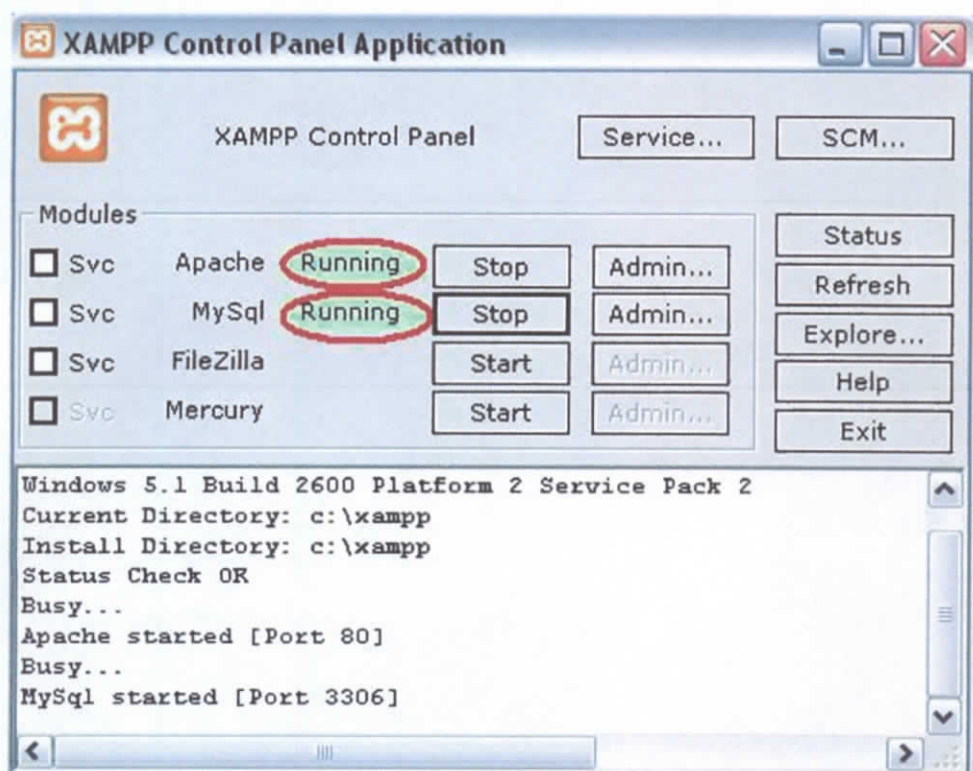 XAMPP Control Panel Application
XAMPP Control Panel
Service...
SCM...
Modules
Svc Apache Running Stop Admin...
Svc MySql Running Stop Admin...
Svc FileZilla Start Admin...
Svc Mercury Start Admin...
Status
Refresh
Explore...
Help
Exit
Windows 5.1 Build 2600 Platform 2 Service Pack 2
Current Directory: c:\xampp
Install Directory: c:\xampp
Status Check OK
Busy...
Apache started [Port 80]
Busy...
MySql started [Port 3306]